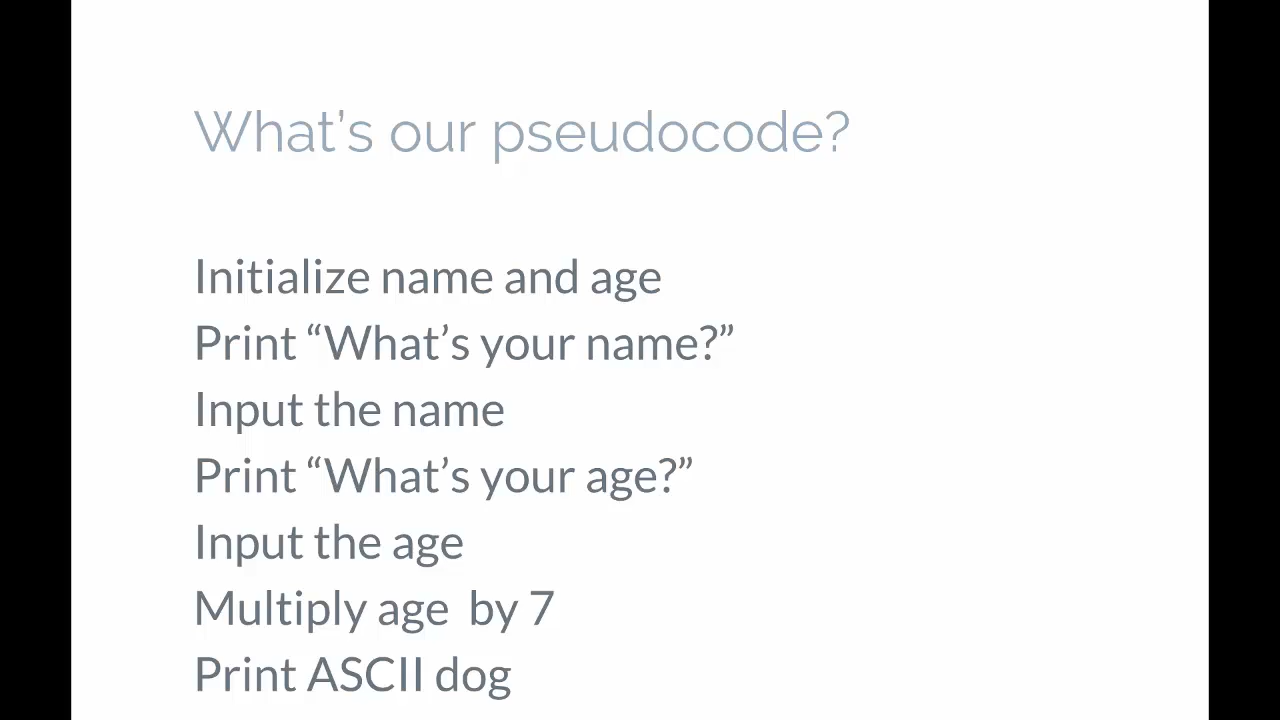 What’s our pseudocode?
Initialize name and age
Print “What’s your name?”
Input the name
Print “What’s your age?”
Input the age
Multiply age  by 7
Print ASCII dog